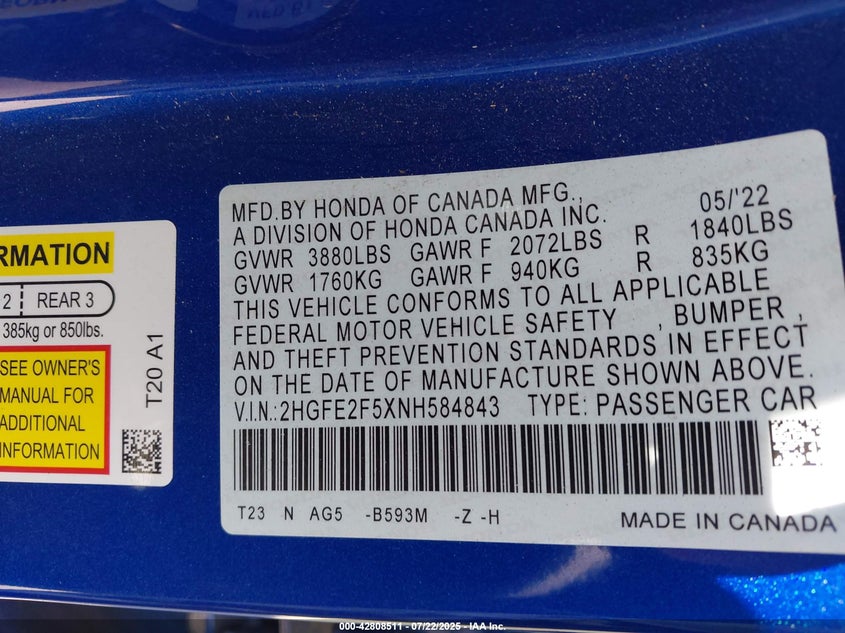 MFD.BY HONDA OF CANADA MFG., 05/'22
A DIVISION OF HONDA CANADA INC.
GVWR 3880LBS GAWR F 2072LBS R 1840LBS
GVWR 1760KG GAWR F 940KG R 835KG
THIS VEHICLE CONFORMS TO ALL APPLICABLE
FEDERAL MOTOR VEHICLE SAFETY , BUMPER ,
AND THEFT PREVENTION STANDARDS IN EFFECT
ON THE DATE OF MANUFACTURE SHOWN ABOVE.
V.I.N.:2HGFE2F5XNH584843 TYPE: PASSENGER CAR
T23 N AG5 -B593M -Z -H
MADE IN CANADA
RMATION
2 REAR 3
385kg or 850lbs.
SEE OWNER'S
MANUAL FOR
ADDITIONAL
INFORMATION
T20 A1
000-42808511 - 07/22/2025 - IAA Inc.